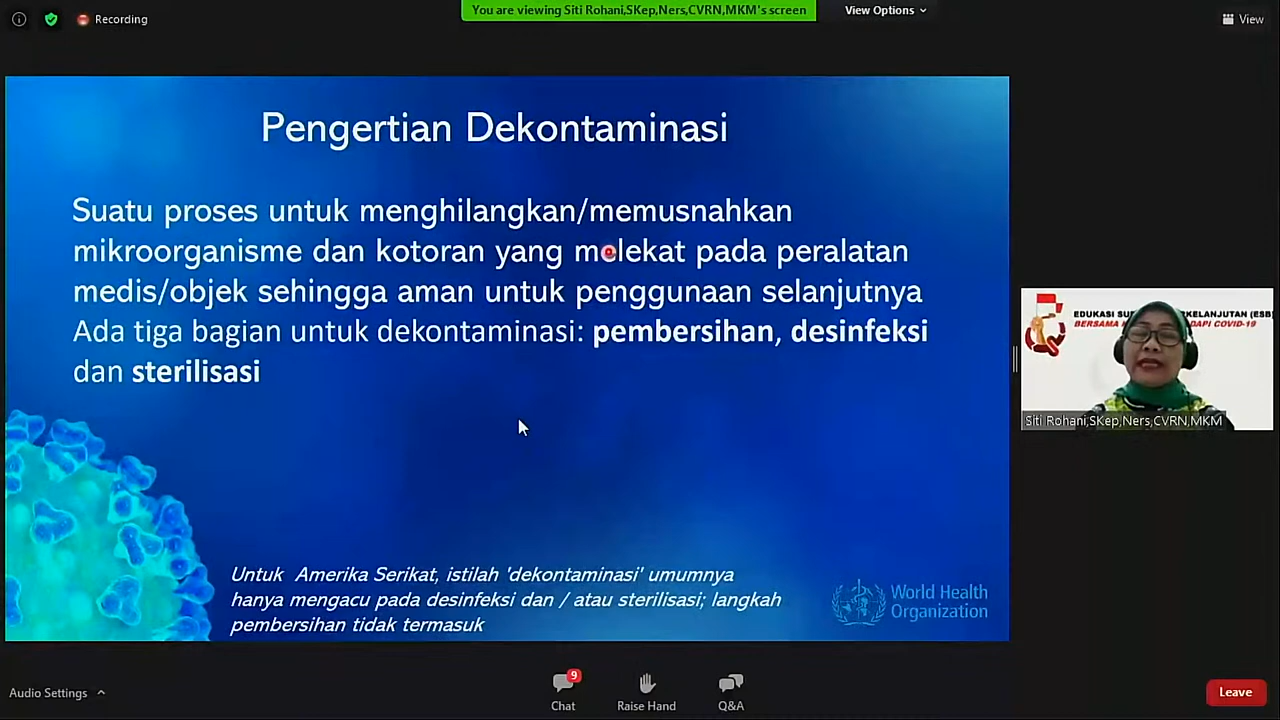 Recording
You are viewing Siti Rohani,SKep,Ners,CVRN,MKM's screen
View Options
View
Pengertian Dekontaminasi
Suatu proses untuk menghilangkan/memusnahkan
mikroorganisme dan kotoran yang melekat pada peralatan
medis/objek sehingga aman untuk penggunaan selanjutnya
Ada tiga bagian untuk dekontaminasi: pembersihan, desinfeksi
dan sterilisasi
Untuk Amerika Serikat, istilah 'dekontaminasi' umumnya
hanya mengacu pada desinfeksi dan / atau sterilisasi; langkah
pembersihan tidak termasuk
World Health
Organization
EDUKASI (ESB)
BERSAMA COVID-19
Siti Rohani,SKep,Ners,CVRN,MKM
Audio Settings
9
Chat
Raise Hand
Q&A
Leave